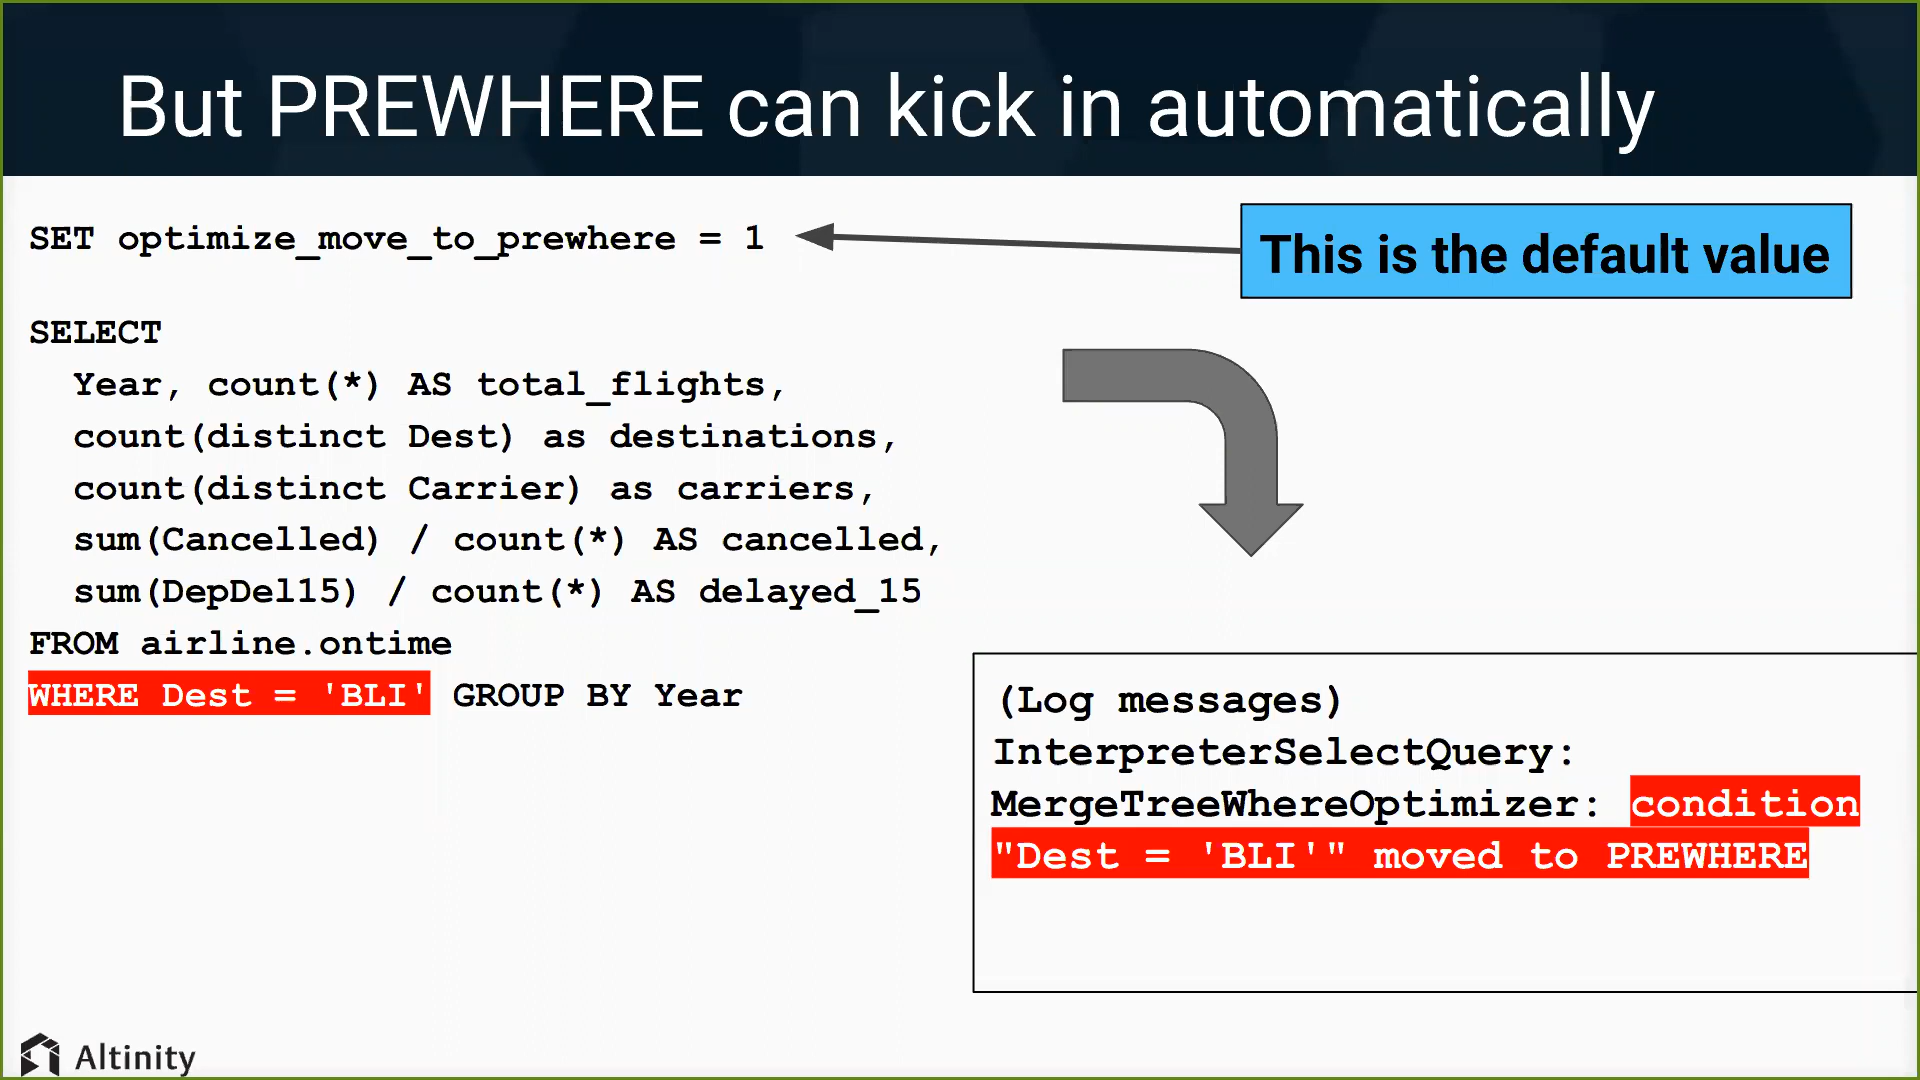 But PREWHERE can kick in automatically
SET optimize_move_to_prewhere = 1
This is the default value
SELECT
Year, count(*) AS total_flights,
count(distinct Dest) as destinations,
count(distinct Carrier) as carriers,
sum(Cancelled) / count(*) AS cancelled,
sum(DepDel15) / count(*) AS delayed_15
FROM airline.ontime
WHERE Dest = 'BLI' GROUP BY Year
(Log messages)
InterpreterSelectQuery:
MergeTreeWhereOptimizer: condition
"Dest = 'BLI'" moved to PREWHERE
Altinity